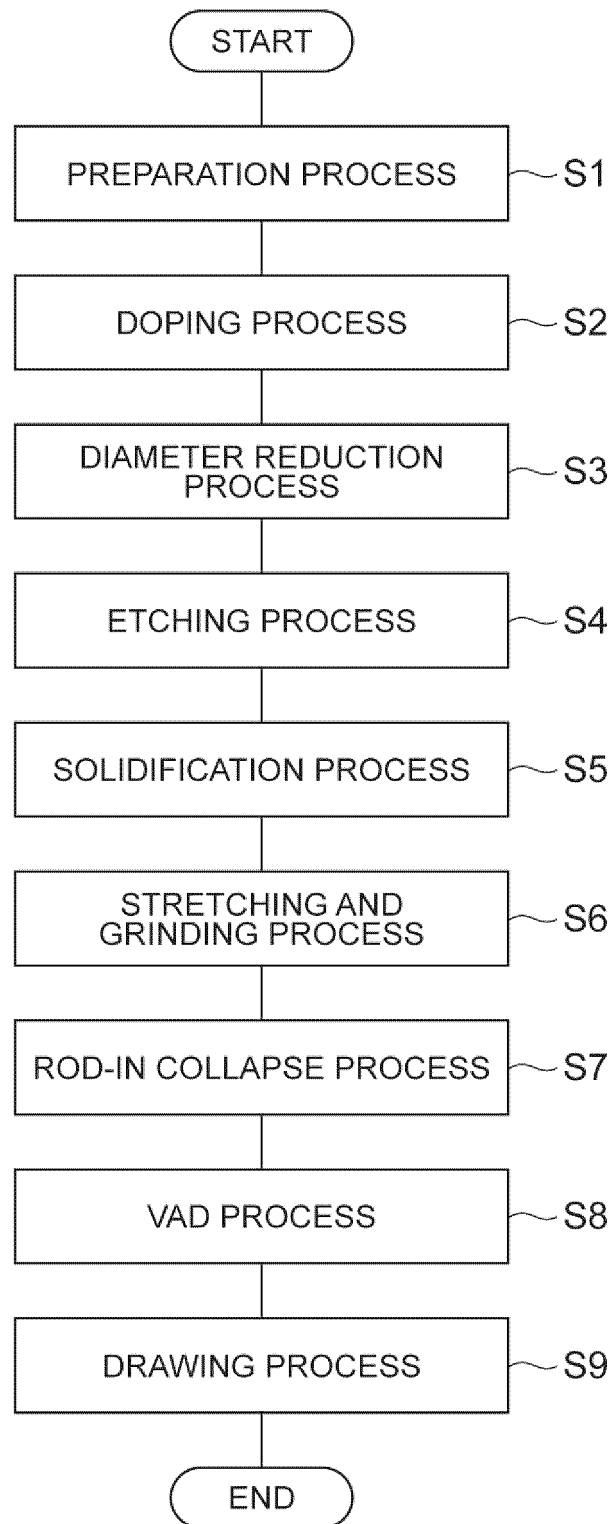 START
PREPARATION PROCESS
S1
DOPING PROCESS
S2
DIAMETER REDUCTION
PROCESS
S3
ETCHING PROCESS
S4
SOLIDIFICATION PROCESS
S5
STRETCHING AND
GRINDING PROCESS
S6
ROD-IN COLLAPSE PROCESS
S7
VAD PROCESS
S8
DRAWING PROCESS
S9
END